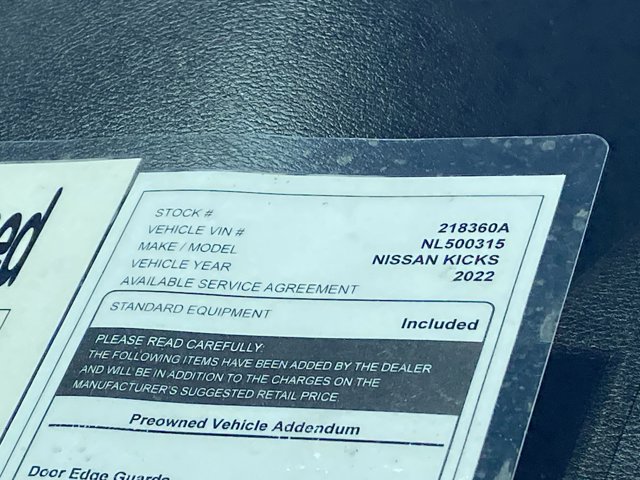 ed
STOCK # 218360A
VEHICLE VIN # NL500315
MAKE / MODEL NISSAN KICKS
VEHICLE YEAR 2022
AVAILABLE SERVICE AGREEMENT
STANDARD EQUIPMENT Included
PLEASE READ CAREFULLY:
THE FOLLOWING ITEMS HAVE BEEN ADDED BY THE DEALER
AND WILL BE IN ADDITION TO THE CHARGES ON THE
MANUFACTURER'S SUGGESTED RETAIL PRICE.
Preowned Vehicle Addendum
Door Edge Guards